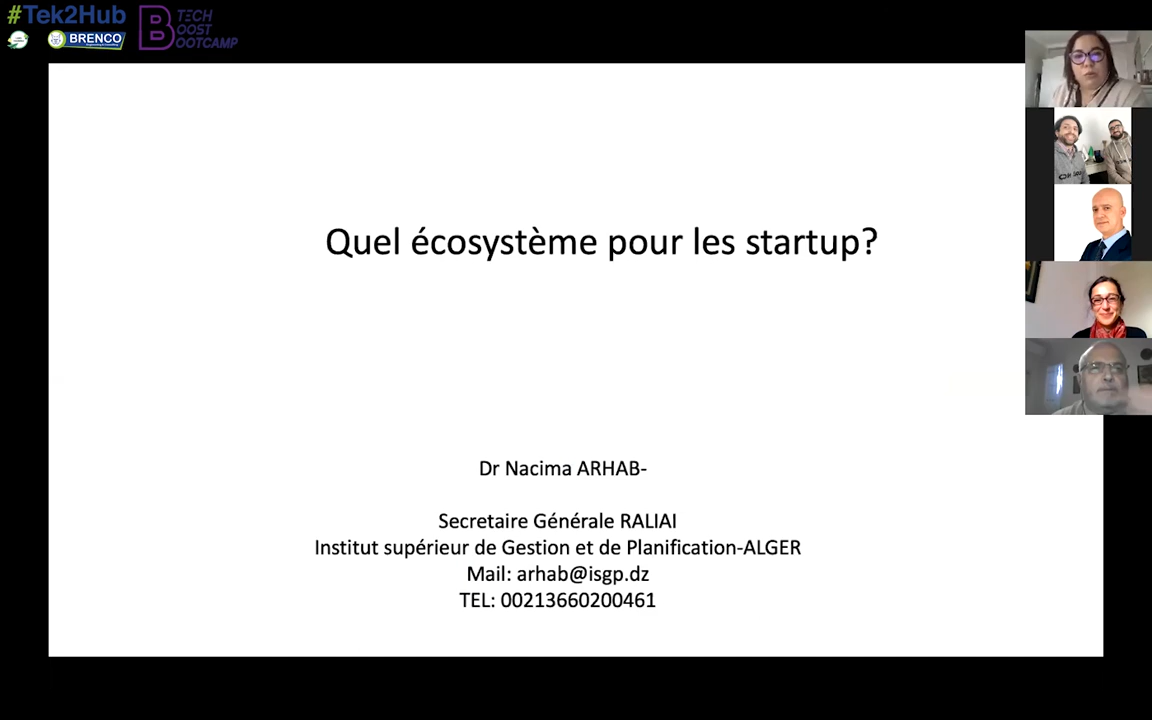 #Tek2Hub
BRENCO
TECH
BOOST
BOOTCAMP
Quel écosystème pour les startup?
Dr Nacima ARHAB-
Secretaire Générale RALIAI
Institut supérieur de Gestion et de Planification-ALGER
Mail: arhab@isgp.dz
TEL: 00213660200461